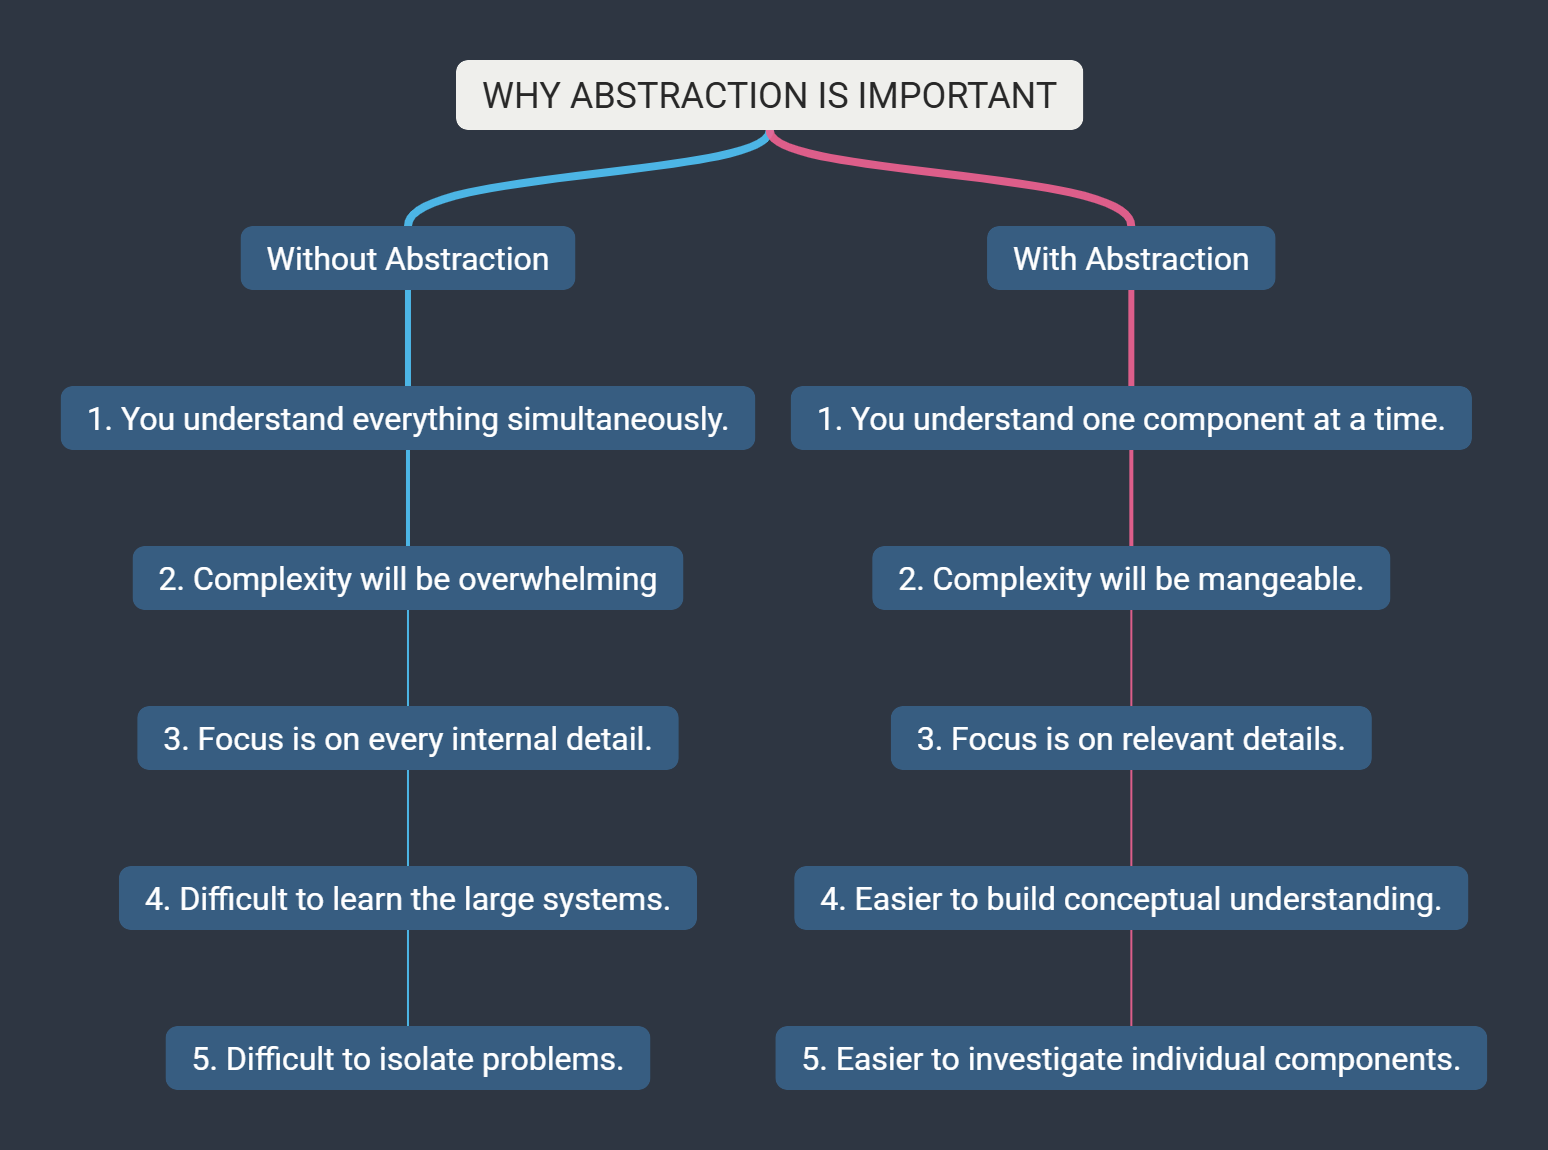 WHY ABSTRACTION IS IMPORTANT
Without Abstraction
With Abstraction
1. You understand everything simultaneously.
1. You understand one component at a time.
2. Complexity will be overwhelming
2. Complexity will be mangeable.
3. Focus is on every internal detail.
3. Focus is on relevant details.
4. Difficult to learn the large systems.
4. Easier to build conceptual understanding.
5. Difficult to isolate problems.
5. Easier to investigate individual components.